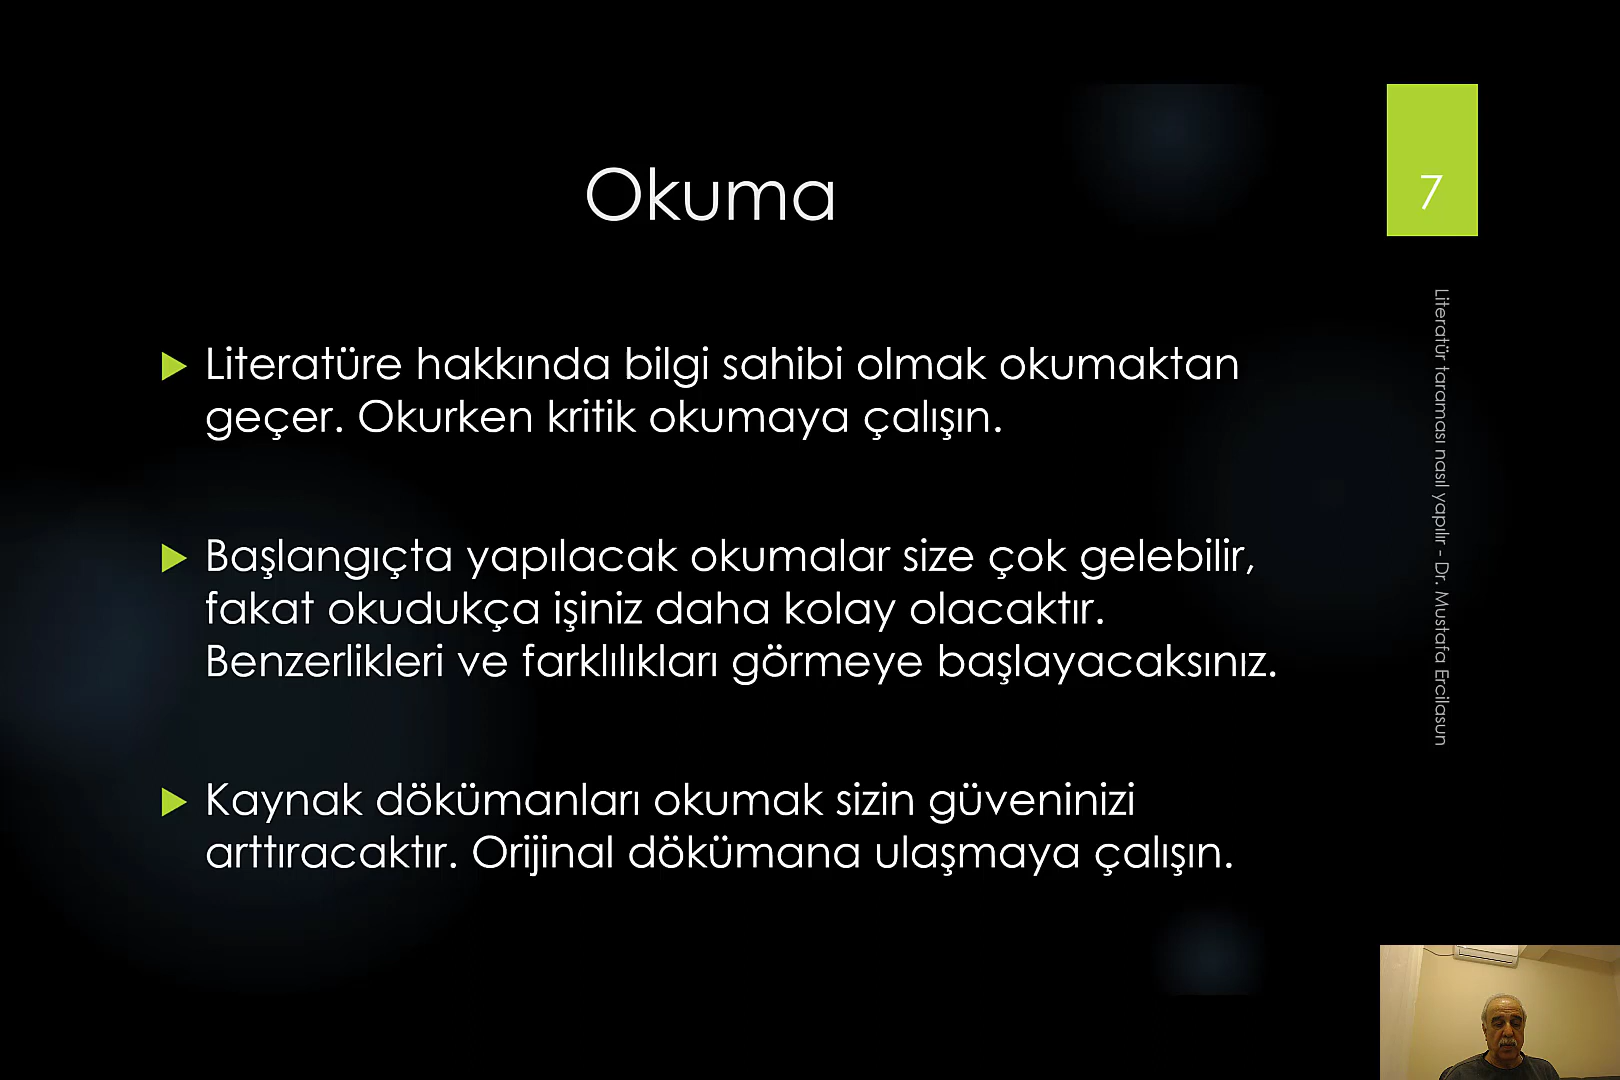 Okuma
7
Literatüre hakkında bilgi sahibi olmak okumaktan
geçer. Okurken kritik okumaya çalışın.
Başlangıçta yapılacak okumalar size çok gelebilir,
fakat okudukça işiniz daha kolay olacaktır.
Benzerlikleri ve farklılıkları görmeye başlayacaksınız.
Kaynak dökümanları okumak sizin güveninizi
arttıracaktır. Orijinal dökümana ulaşmaya çalışın.
Literatür taraması nasıl yapılır - Dr. Mustafa Ercilasun